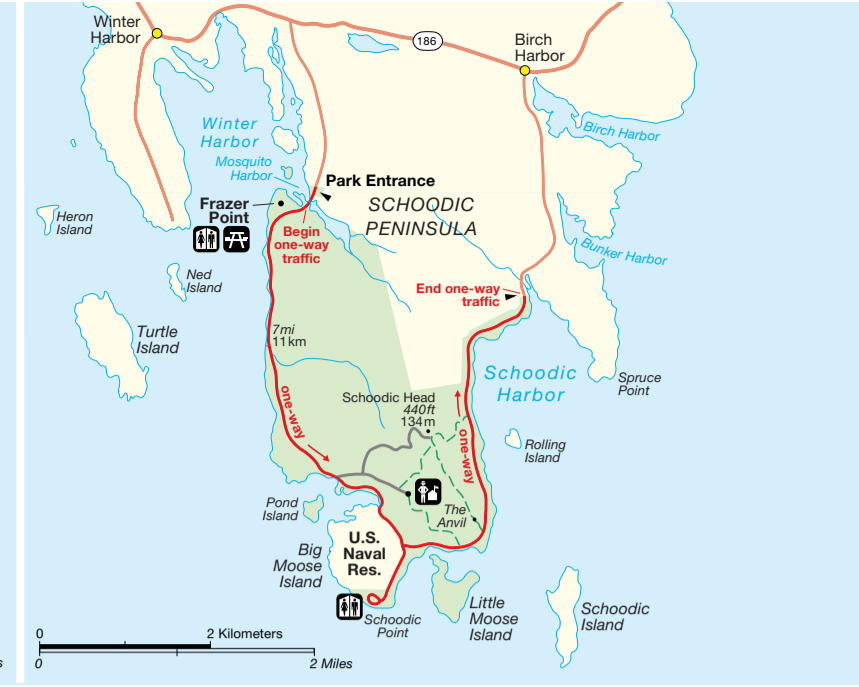 Winter
Harbor
186
Birch
Harbor
Winter
Harbor
Birch Harbor
Mosquito
Harbor
Park Entrance
SCHOODIC
PENINSULA
Frazer
Point
Heron
Island
Begin
one-way
traffic
Bunker Harbor
Ned
Island
End one-way
traffic
7mi
11km
Turtle
Island
Schoodic
Harbor
Spruce
Point
Schoodic Head
440ft
134m
one-way
one-way
Rolling
Island
Pond
Island
The
Anvil
U.S.
Naval
Res.
Big
Moose
Island
Little
Moose
Island
Schoodic
Island
Schoodic
Point
0
2 Kilometers
0
2 Miles
s